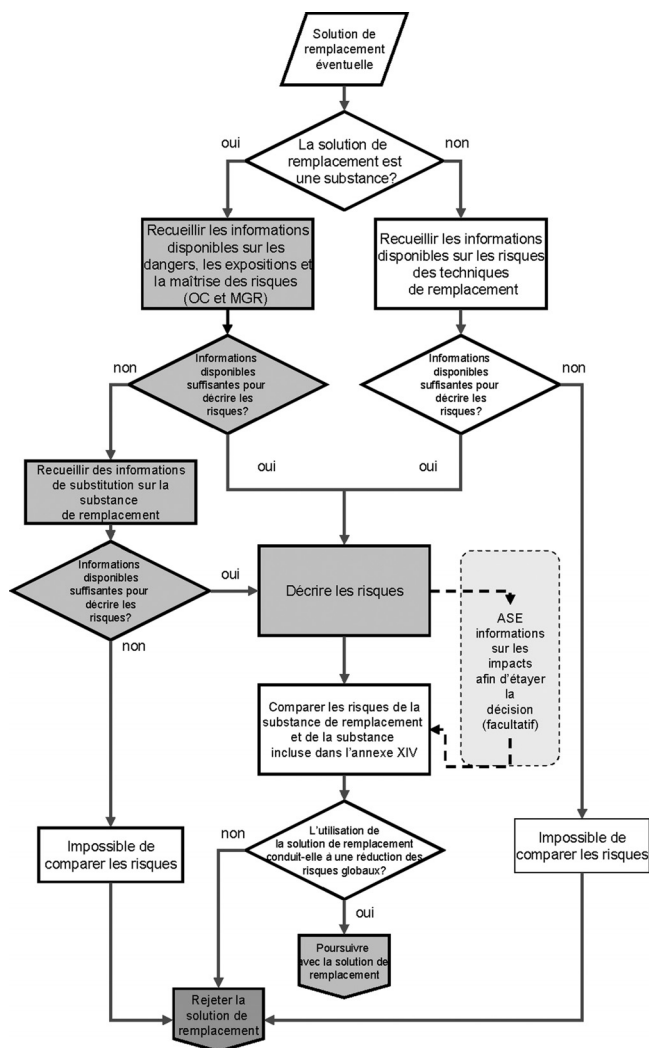 Solution de
remplacement
éventuelle
oui
non
La solution de
remplacement est
une substance?
Recueillir les informations
disponibles sur les
dangers, les expositions et
la maîtrise des risques
(OC et MGR)
Recueillir les informations
disponibles sur les risques
des techniques
de remplacement
non
Informations
disponibles
suffisantes pour
décrire les
risques?
Informations
disponibles
suffisantes pour
décrire les
risques?
non
oui
oui
Recueillir des informations
de substitution sur la
substance
de remplacement
Informations
disponibles
suffisantes pour
décrire les
risques?
oui
non
Décrire les risques
ASE
informations
sur les
impacts
afin d'étayer
la
décision
(facultatif)
Comparer les risques de la
substance de remplacement
et de la substance
incluse dans l'annexe XIV
Impossible de
comparer les risques
non
L'utilisation de
la solution de remplacement
conduit-elle à une réduction des
risques globaux?
oui
Impossible de
comparer les risques
Poursuivre
avec la solution de
remplacement
Rejeter la
solution de
remplacement